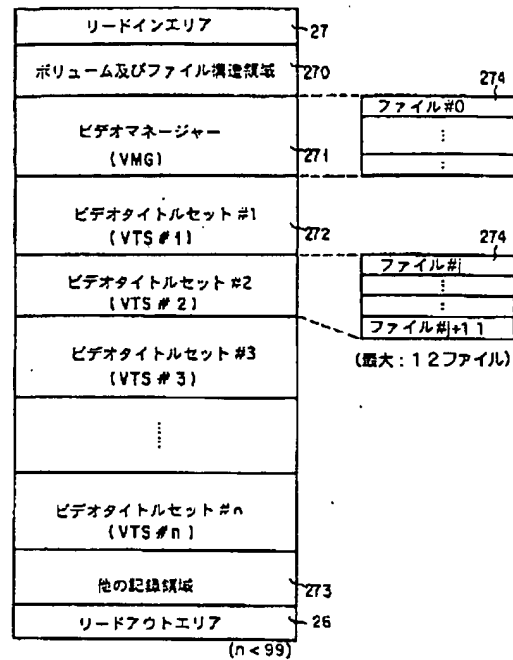 リードインエリア
27
ボリューム及びファイル構造領域
270
ビデオマネージャー
(VMG)
271
274
ファイル#0
⋮
⋮
ビデオタイトルセット #1
(VTS #1)
272
ビデオタイトルセット #2
(VTS #2)
274
ファイル#j
⋮
⋮
ファイル#j+11
(最大:12ファイル)
ビデオタイトルセット #3
(VTS #3)
⋮
ビデオタイトルセット #n
(VTS #n)
他の記録領域
273
リードアウトエリア
26
(n<99)